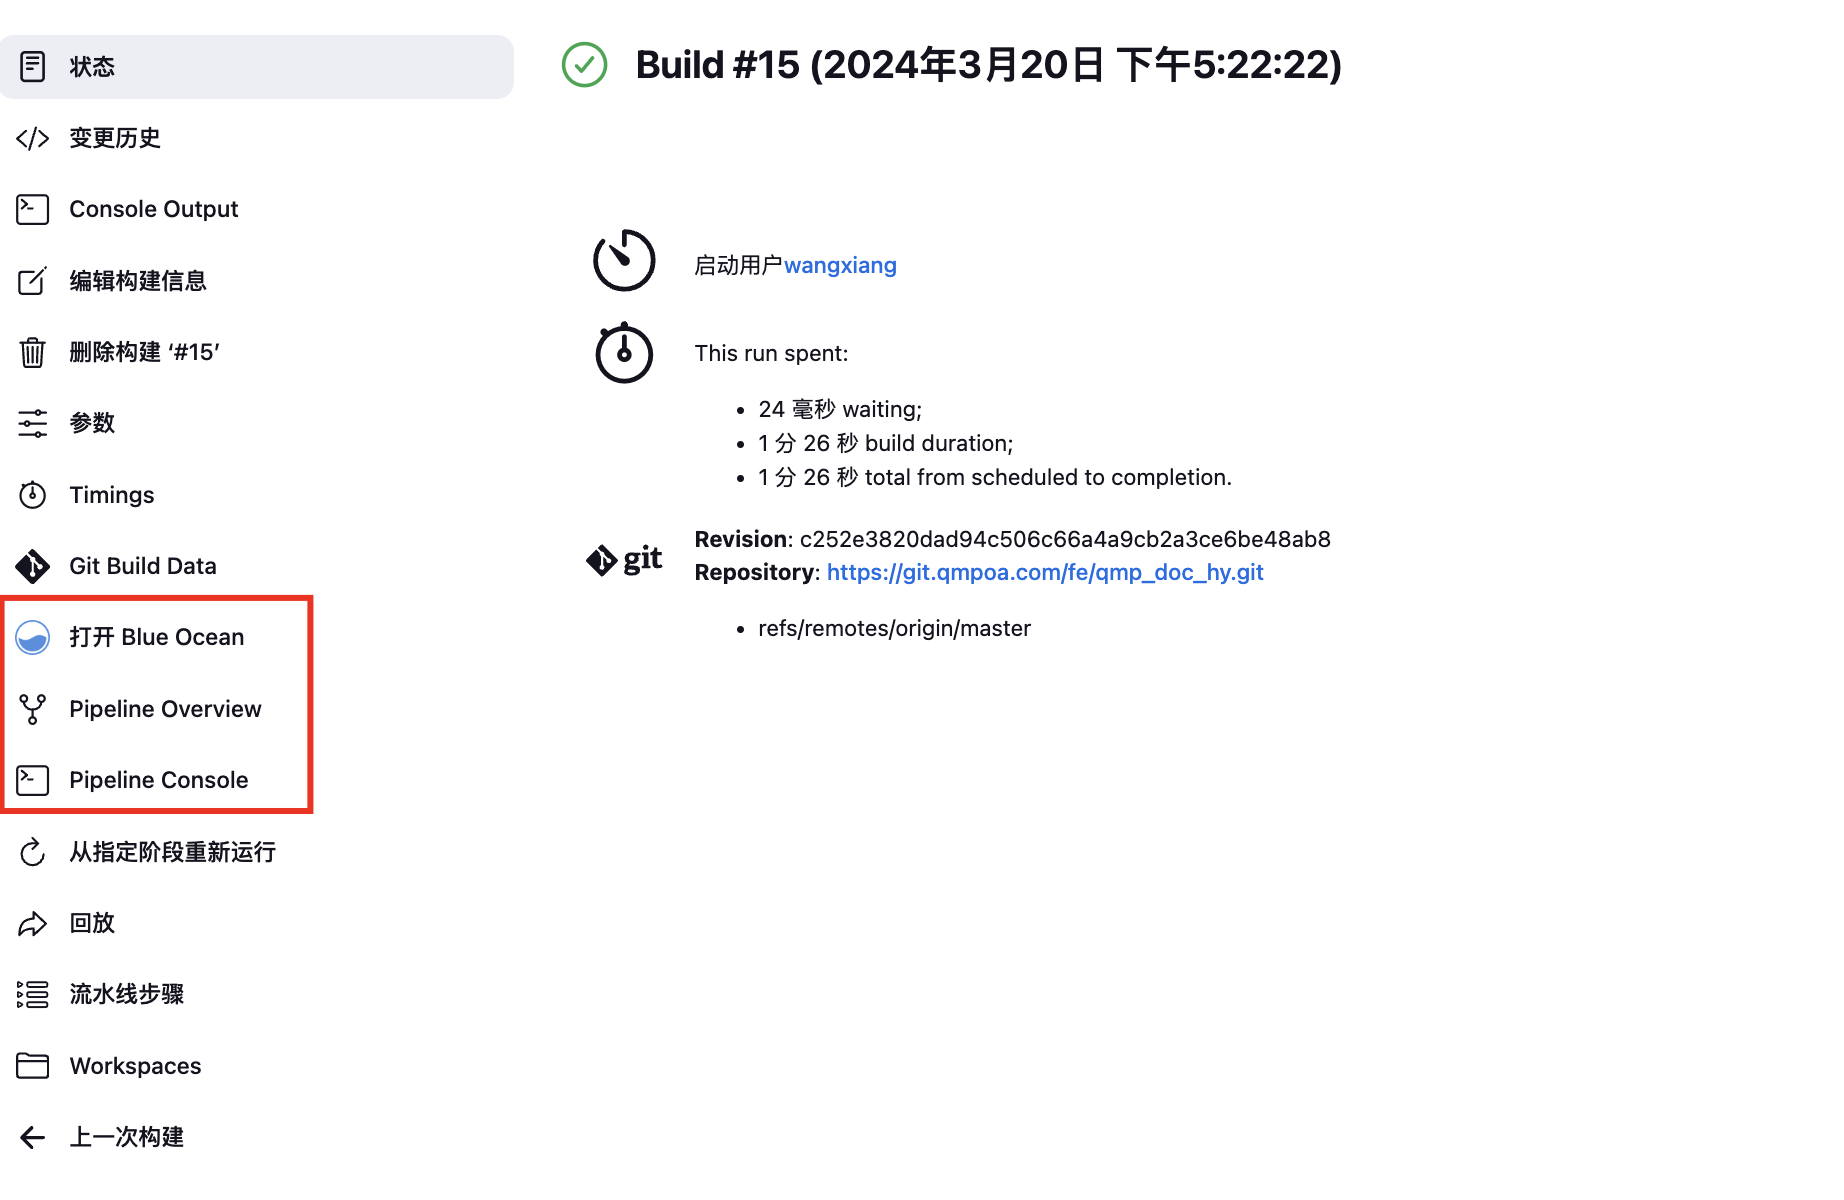 状态
变更历史
Console Output
编辑构建信息
删除构建 ‘#15’
参数
Timings
Git Build Data
打开 Blue Ocean
Pipeline Overview
Pipeline Console
从指定阶段重新运行
回放
流水线步骤
Workspaces
上一次构建
Build #15 (2024年3月20日 下午5:22:22)
启动用户wangxiang
This run spent:
24 毫秒 waiting;
1 分 26 秒 build duration;
1 分 26 秒 total from scheduled to completion.
git
Revision: c252e3820dad94c506c66a4a9cb2a3ce6be48ab8
Repository: https://git.qmpoa.com/fe/qmp_doc_hy.git
refs/remotes/origin/master